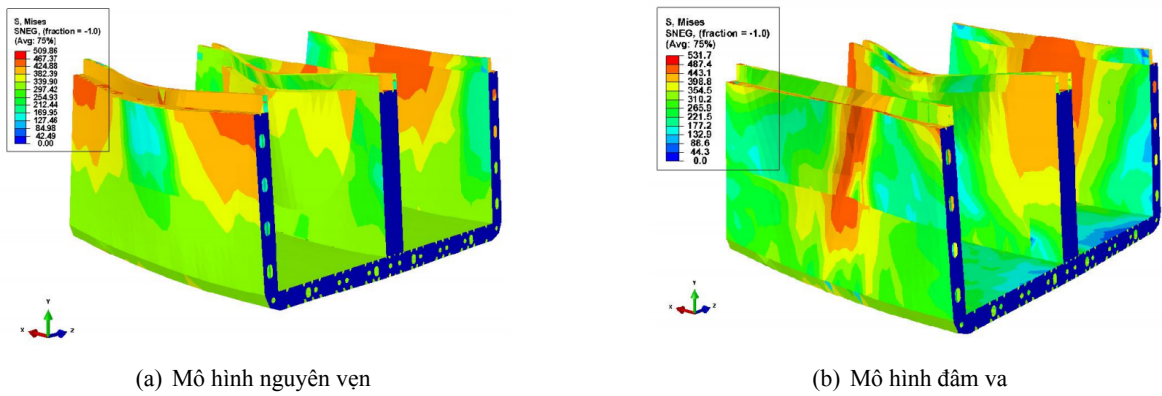 S, Mises
SNEG, (fraction = -1.0)
(Avg: 75%)
509.86
467.37
424.88
382.39
339.90
297.42
254.93
212.44
169.95
127.46
84.98
42.49
0.00
Y
X
Z
(a) Mô hình nguyên vẹn
S, Mises
SNEG, (fraction = -1.0)
(Avg: 75%)
531.7
487.4
443.1
398.8
354.5
310.2
265.9
221.5
177.2
132.9
88.6
44.3
0.0
Y
X
Z
(b) Mô hình đâm va